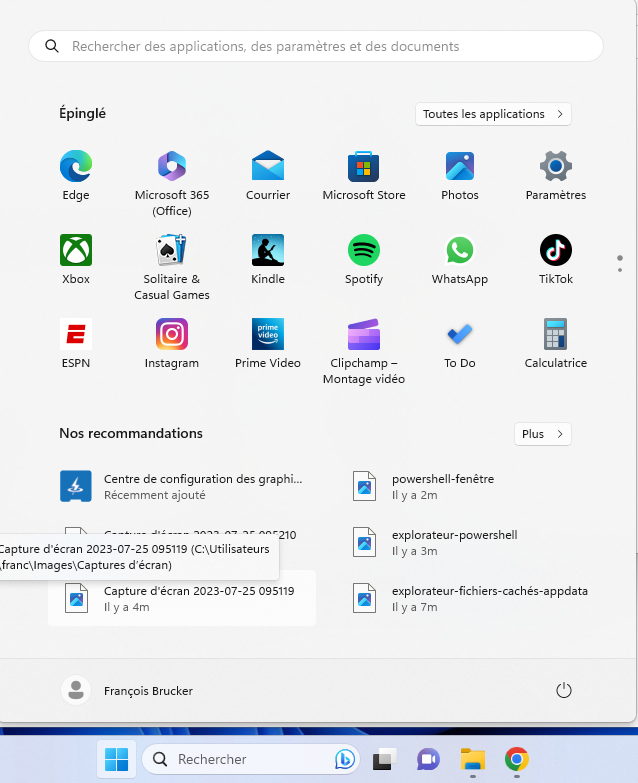 Rechercher des applications, des paramètres et des documents
Épinglé
Toutes les applications
Edge
Microsoft 365
(Office)
Courrier
Microsoft Store
Photos
Paramètres
Xbox
Solitaire &
Casual Games
Kindle
Spotify
WhatsApp
TikTok
prime
video
ESPN
Instagram
Prime Video
Clipchamp –
Montage vidéo
To Do
Calculatrice
Nos recommandations
Plus
Centre de configuration des graphi...
Récemment ajouté
powershell-fenêtre
Il y a 2m
Capture d'écran 2023-07-25 095210
explorateur-powershell
Il y a 3m
Capture d'écran 2023-07-25 095119 (C:\Utilisateurs
\franc\Images\Captures d’écran)
Capture d'écran 2023-07-25 095119
Il y a 4m
explorateur-fichiers-cachés-appdata
Il y a 7m
François Brucker
Rechercher